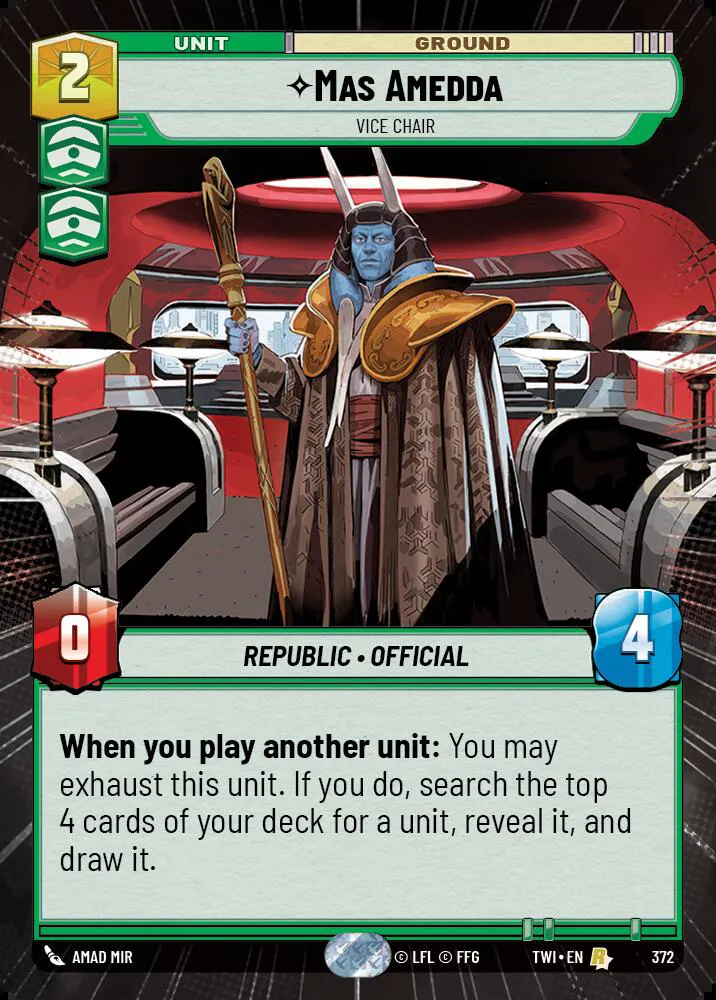 UNIT
GROUND
2
✧MAS AMEDDA
VICE CHAIR
0
4
REPUBLIC • OFFICIAL
When you play another unit: You may
exhaust this unit. If you do, search the top
4 cards of your deck for a unit, reveal it, and
draw it.
AMAD MIR
© LFL © FFG
TWI • EN
R
372